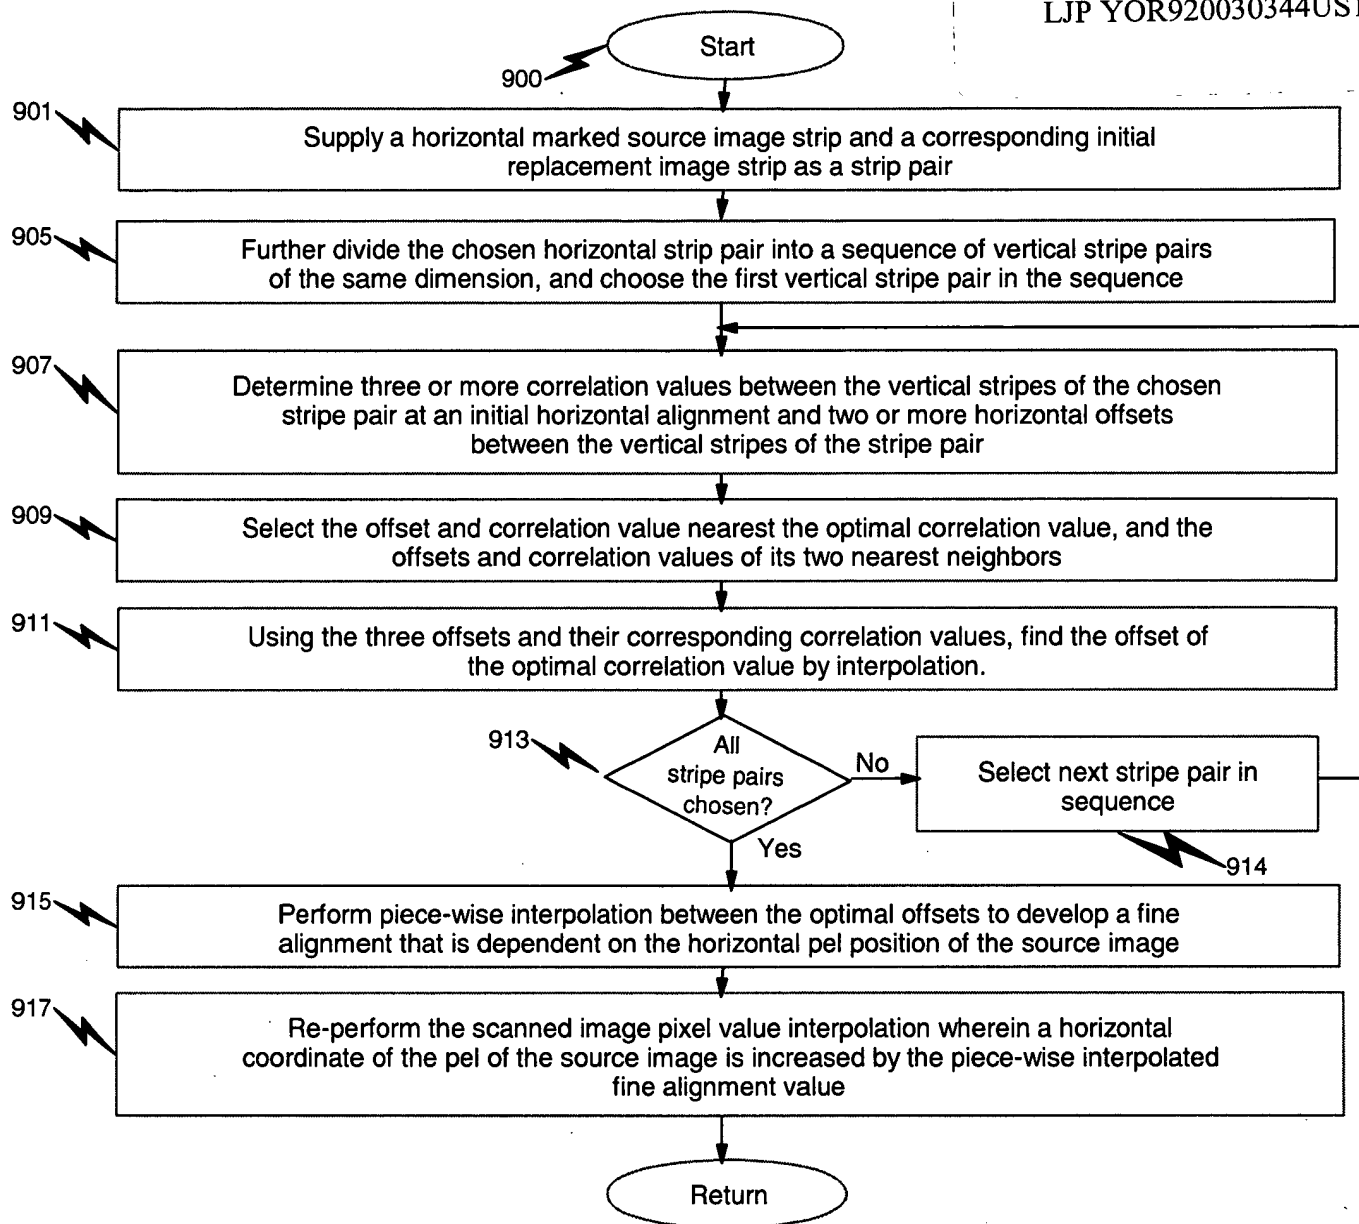 LJP YOR920030344US1
Start
900
901
Supply a horizontal marked source image strip and a corresponding initial
replacement image strip as a strip pair
905
Further divide the chosen horizontal strip pair into a sequence of vertical stripe pairs
of the same dimension, and choose the first vertical stripe pair in the sequence
907
Determine three or more correlation values between the vertical stripes of the chosen
stripe pair at an initial horizontal alignment and two or more horizontal offsets
between the vertical stripes of the stripe pair
909
Select the offset and correlation value nearest the optimal correlation value, and the
offsets and correlation values of its two nearest neighbors
911
Using the three offsets and their corresponding correlation values, find the offset of
the optimal correlation value by interpolation.
913
All
stripe pairs
chosen?
No
Select next stripe pair in
sequence
Yes
914
915
Perform piece-wise interpolation between the optimal offsets to develop a fine
alignment that is dependent on the horizontal pel position of the source image
917
Re-perform the scanned image pixel value interpolation wherein a horizontal
coordinate of the pel of the source image is increased by the piece-wise interpolated
fine alignment value
Return